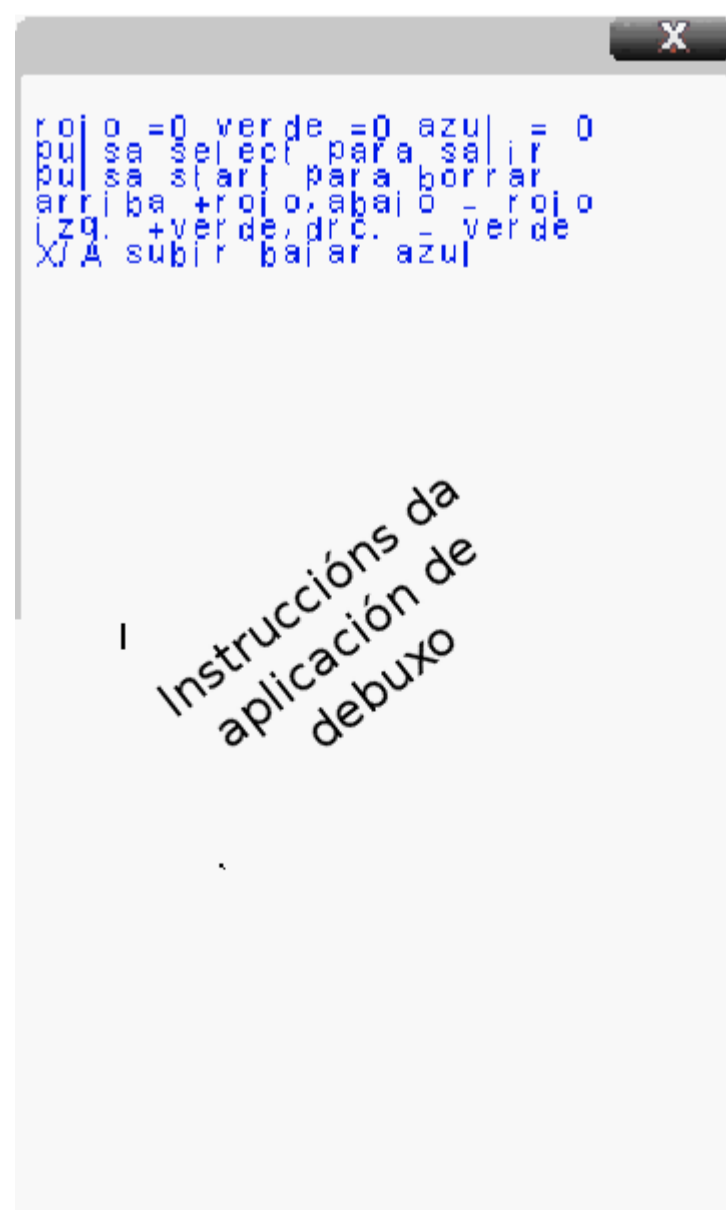 X
rojo =0 verde =0 azul = 0
pulsa select para salir
pulsa start para borrar
arriba +rojo,abajo - rojo
izq. +verde,drc. - verde
X/A subir bajar azul
Instruccións da
aplicación de
debuxo